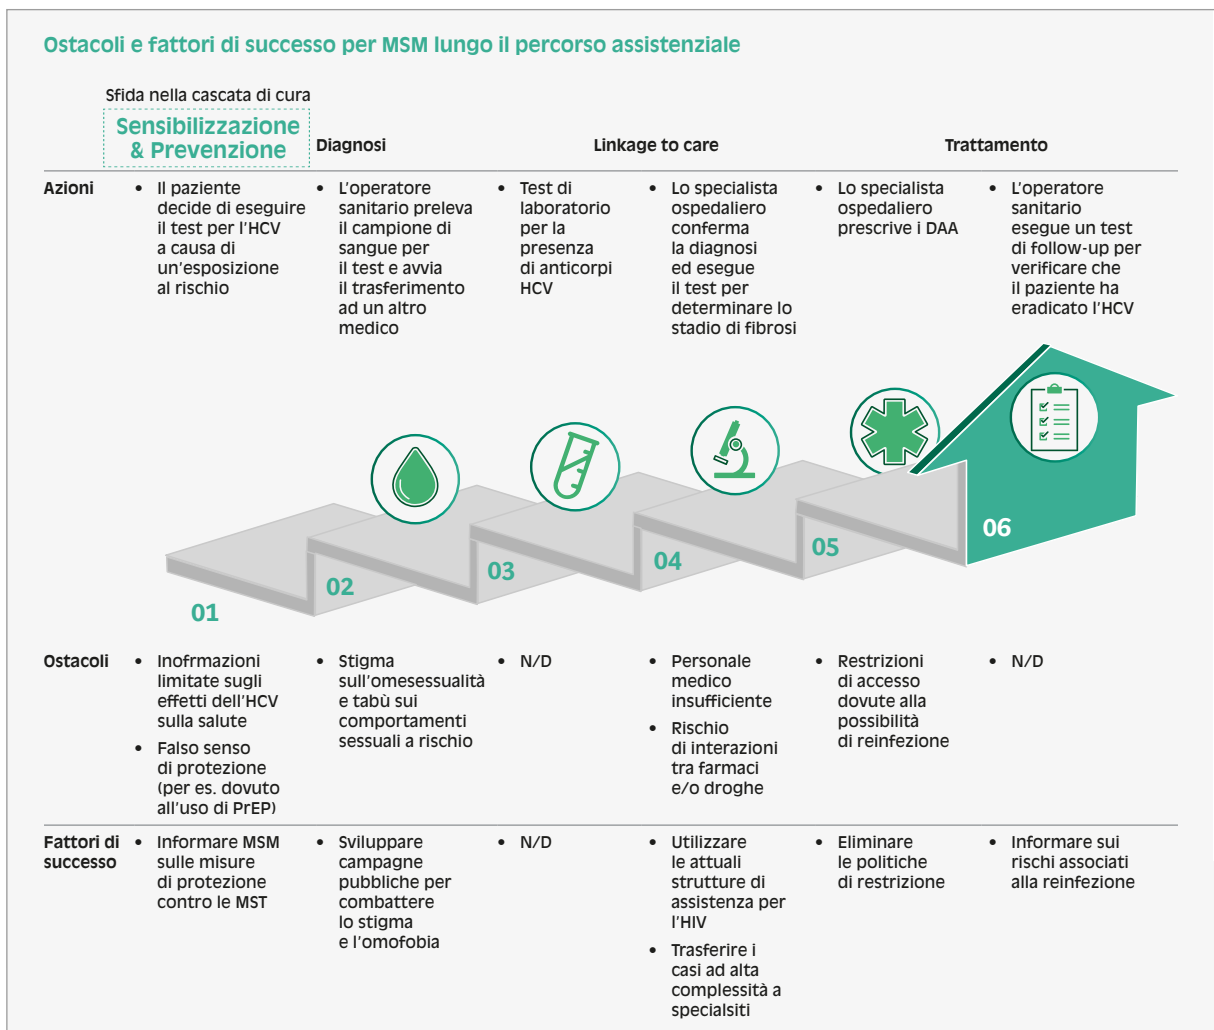 Ostacoli e fattori di successo per MSM lungo il percorso assistenziale
Sfida nella cascata di cura
Sensibilizzazione
& Prevenzione
Diagnosi
Linkage to care
Trattamento
Azioni
• Il paziente
decide di eseguire
il test per l'HCV
a causa di
un'esposizione
al rischio
• L'operatore
sanitario preleva
il campione di
sangue per
il test e avvia
il trasferimento
ad un altro
medico
• Test di
laboratorio
per la
presenza
di anticorpi
HCV
• Lo specialista
ospedaliero
conferma
la diagnosi
ed esegue
il test per
determinare lo
stadio di fibrosi
• Lo specialista
ospedaliero
prescrive i DAA
• L'operatore
sanitario
esegue un test
di follow-up per
verificare che
il paziente ha
eradicato l'HCV
01
02
03
04
05
06
Ostacoli
• Inofrmazioni
limitate sugli
effetti dell'HCV
sulla salute
• Falso senso
di protezione
(per es. dovuto
all'uso di PrEP)
• Stigma
sull'omesessualità
e tabù sui
comportamenti
sessuali a rischio
• N/D
• Personale
medico
insufficiente
• Rischio
di interazioni
tra farmaci
e/o droghe
• Restrizioni
di accesso
dovute alla
possibilità
di reinfezione
• N/D
Fattori di
successo
• Informare MSM
sulle misure
di protezione
contro le MST
• Sviluppare
campagne
pubbliche per
combattere
lo stigma
e l'omofobia
• N/D
• Utilizzare
le attuali
strutture di
assistenza per
l'HIV
• Trasferire i
casi ad alta
complessità a
specialsiti
• Eliminare
le politiche
di restrizione
• Informare sui
rischi associati
alla reinfezione